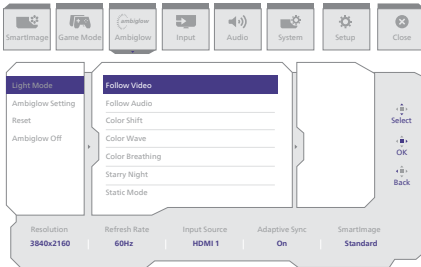 ambiglow
SmartImage Game Mode Ambiglow Input Audio System Setup Close
Light Mode
Ambiglow Setting
Reset
Ambiglow Off
Follow Video
Follow Audio
Color Shift
Color Wave
Color Breathing
Starry Night
Static Mode
Select
OK
Back
Resolution Refresh Rate Input Source Adaptive Sync SmartImage
3840x2160 60Hz HDMI 1 On Standard